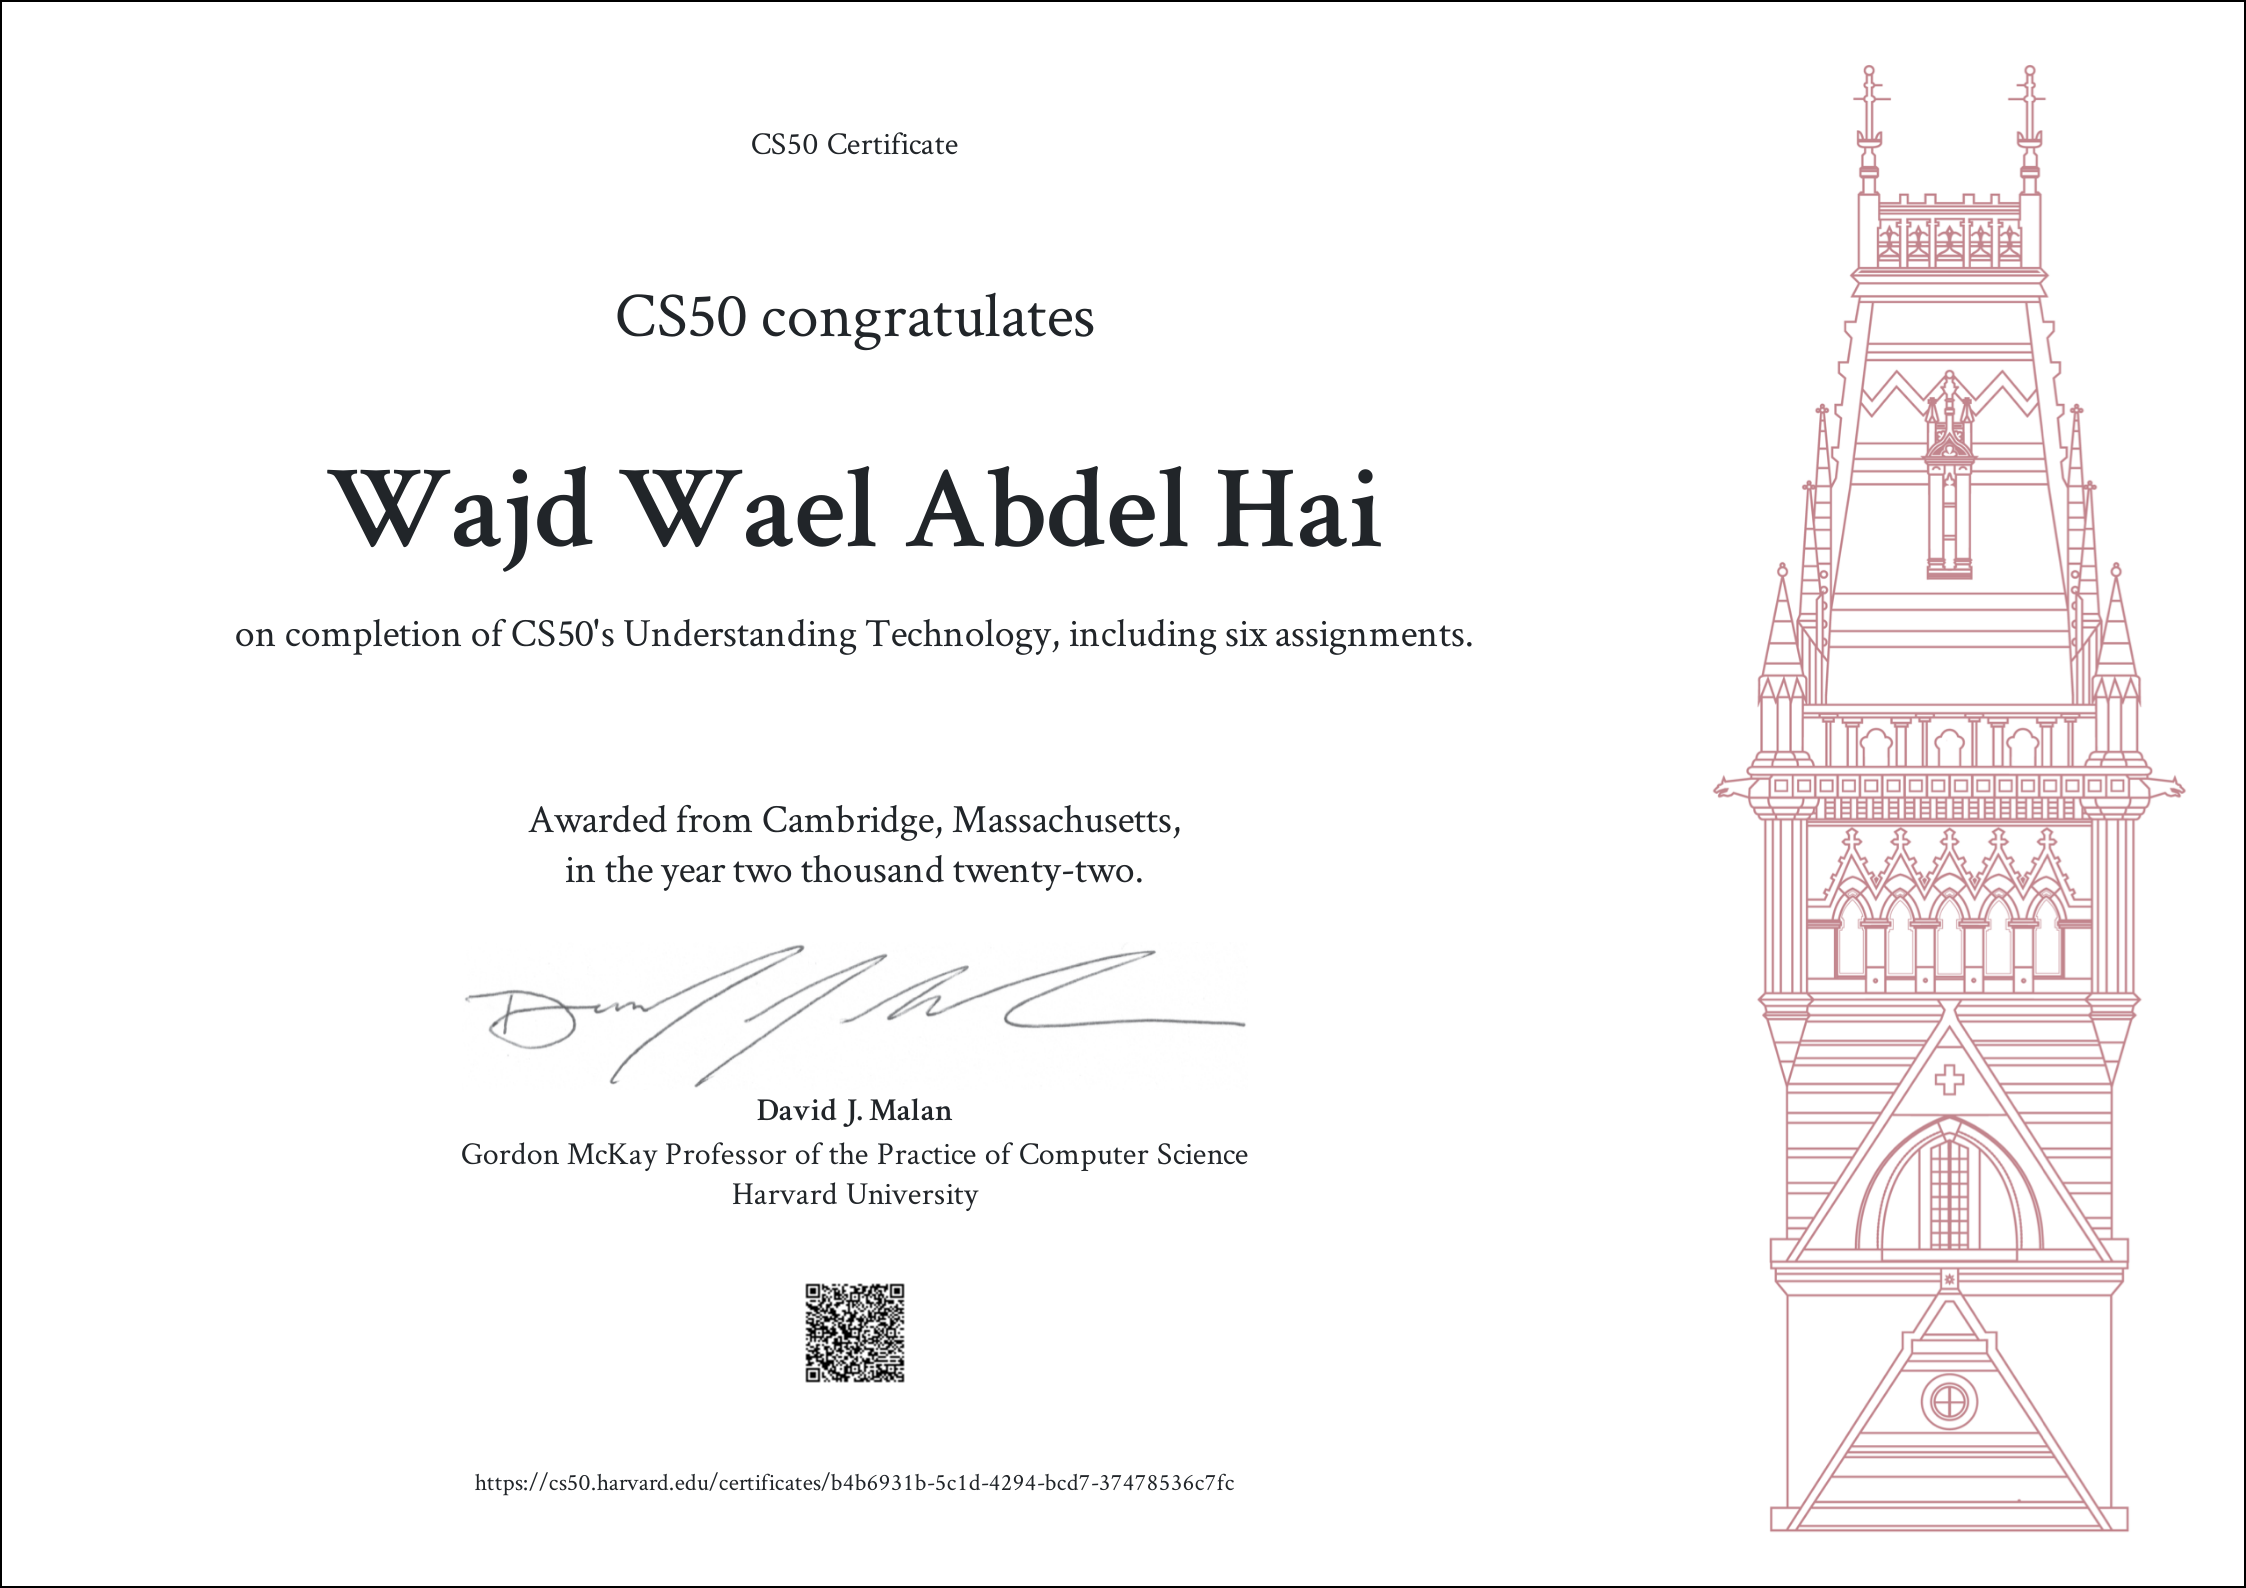 CS50 Certificate
CS50 congratulates
Wajd Wael Abdel Hai
on completion of CS50's Understanding Technology, including six assignments.
Awarded from Cambridge, Massachusetts,
in the year two thousand twenty-two.
David J. Malan
Gordon McKay Professor of the Practice of Computer Science
Harvard University
https://cs50.harvard.edu/certificates/b4b6931b-5c1d-4294-bcd7-37478536c7fc